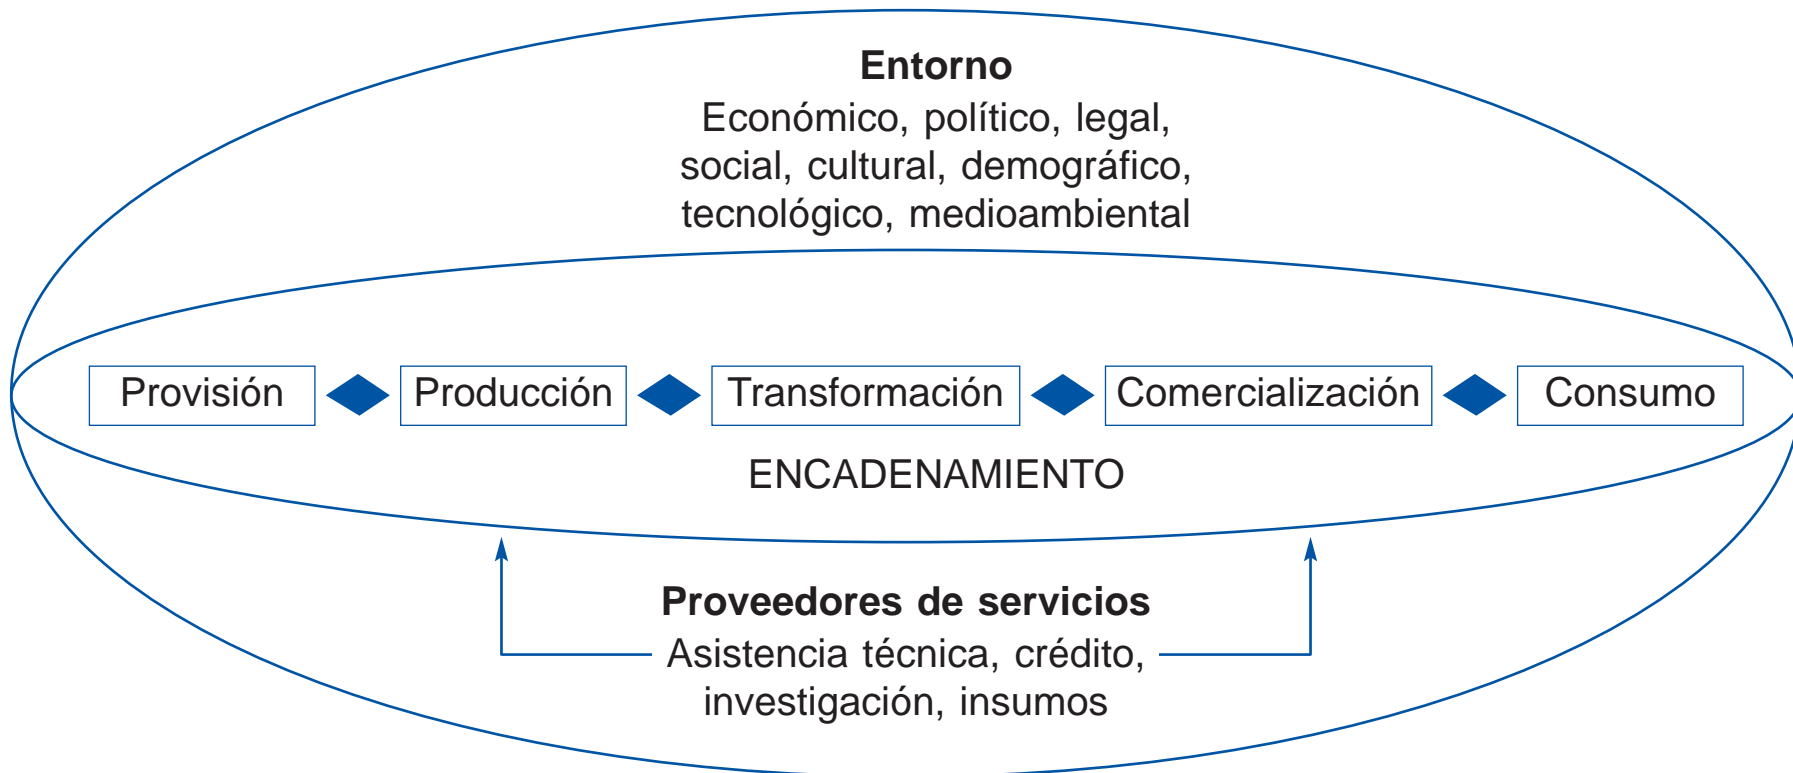 Entorno
Económico, político, legal,
social, cultural, demográfico,
tecnológico, medioambiental
Provisión Producción Transformación Comercialización Consumo
ENCADENAMIENTO
Proveedores de servicios
Asistencia técnica, crédito,
investigación, insumos